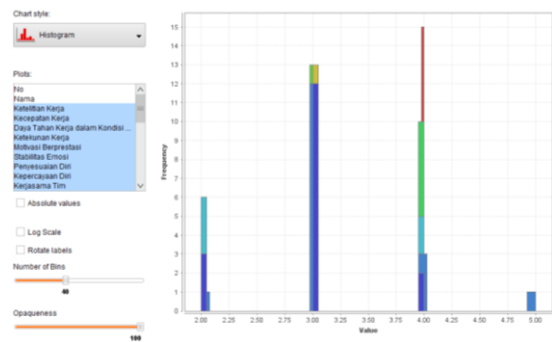 Chart style:
Histogram
Plots:
No
Nama
Ketelitian Kerja
Kecepatan Kerja
Daya Tahan Kerja dalam Kondisi ...
Ketekunan Kerja
Motivasi Berprestasi
Stabilitas Emosi
Penyesuaian Diri
Kepercayaan Diri
Kerjasama Tim
Absolute values
Log Scale
Rotate labels
Number of Bins
40
Opaqueness
100
Frequency
15
14
13
12
11
10
9
8
7
6
5
4
3
2
1
0
2.00 2.25 2.50 2.75 3.00 3.25 3.50 3.75 4.00 4.25 4.50 4.75 5.00
Value